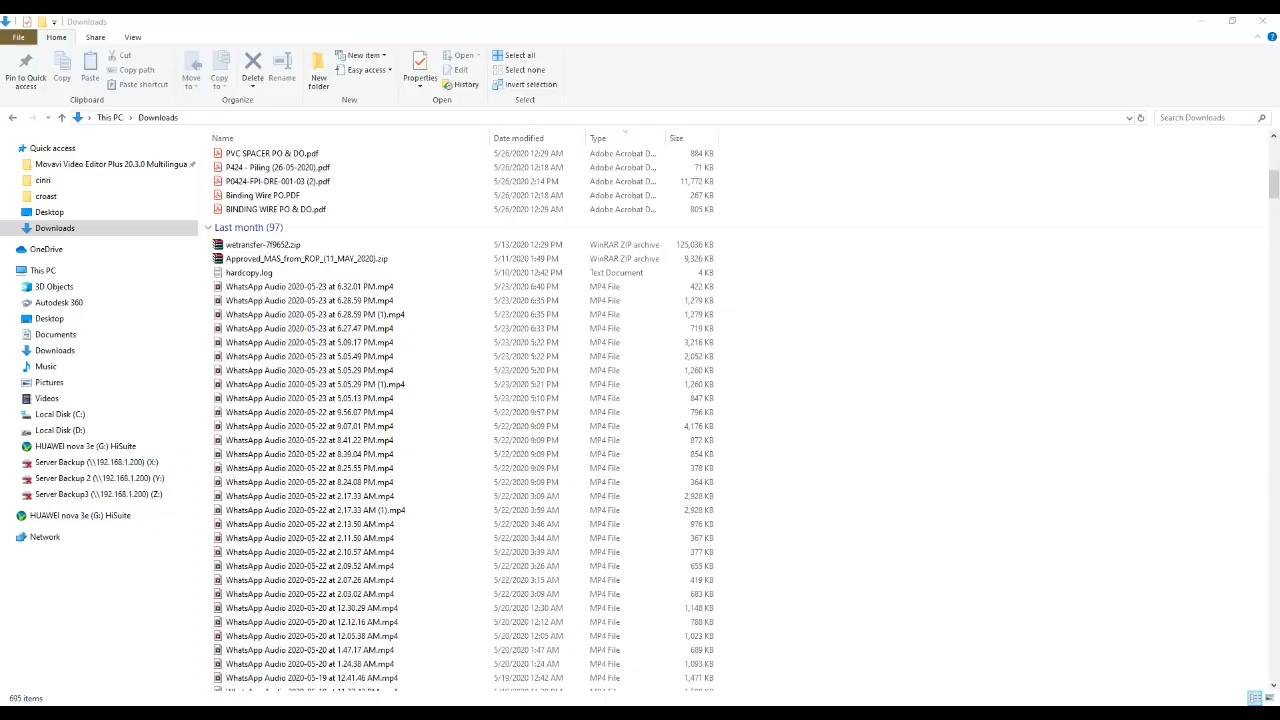 Downloads
File Home Share View
Pin to Quick access
Copy
Paste
Cut
Copy path
Paste shortcut
Clipboard
Move to
Copy to
Delete
Rename
Organize
New folder
New item
Easy access
New
Properties
Open
Edit
History
Open
Select all
Select none
Invert selection
Select
This PC > Downloads
Search Downloads
Quick access
Movavi Video Editor Plus 20.3.0 Multilingua
cinri
croast
Desktop
Downloads
OneDrive
This PC
3D Objects
Autodesk 360
Desktop
Documents
Downloads
Music
Pictures
Videos
Local Disk (C:)
Local Disk (D:)
HUAWEI nova 3e (G:) HiSuite
Server Backup (\\192.168.1.200) (X:)
Server Backup 2 (\\192.168.1.200) (Y:)
Server Backup3 (\\192.168.1.200) (Z:)
HUAWEI nova 3e (G:) HiSuite
Network
Name Date modified Type Size
PVC SPACER PO & DO.pdf 5/26/2020 12:29 AM Adobe Acrobat D... 884 KB
P424 - Piling (26-05-2020).pdf 5/26/2020 12:18 AM Adobe Acrobat D... 71 KB
P0424-FPI-DRE-001-03 (2).pdf 5/26/2020 2:14 PM Adobe Acrobat D... 11,772 KB
Binding Wire PO.PDF 5/26/2020 12:18 AM Adobe Acrobat D... 267 KB
BINDING WIRE PO & DO.pdf 5/26/2020 12:29 AM Adobe Acrobat D... 805 KB
Last month (97)
wetransfer-7f9652.zip 5/13/2020 12:29 PM WinRAR ZIP archive 125,036 KB
Approved_MAS_from_ROP_(11_MAY_2020).zip 5/11/2020 1:49 PM WinRAR ZIP archive 9,326 KB
hardcopy.log 5/10/2020 12:42 PM Text Document 4 KB
WhatsApp Audio 2020-05-23 at 6.32.01 PM.mp4 5/23/2020 6:40 PM MP4 File 422 KB
WhatsApp Audio 2020-05-23 at 6.28.59 PM.mp4 5/23/2020 6:35 PM MP4 File 1,279 KB
WhatsApp Audio 2020-05-23 at 6.28.59 PM (1).mp4 5/23/2020 6:35 PM MP4 File 1,279 KB
WhatsApp Audio 2020-05-23 at 6.27.47 PM.mp4 5/23/2020 6:33 PM MP4 File 719 KB
WhatsApp Audio 2020-05-23 at 5.09.17 PM.mp4 5/23/2020 5:22 PM MP4 File 3,216 KB
WhatsApp Audio 2020-05-23 at 5.05.49 PM.mp4 5/23/2020 5:22 PM MP4 File 2,052 KB
WhatsApp Audio 2020-05-23 at 5.05.29 PM.mp4 5/23/2020 5:20 PM MP4 File 1,260 KB
WhatsApp Audio 2020-05-23 at 5.05.29 PM (1).mp4 5/23/2020 5:21 PM MP4 File 1,260 KB
WhatsApp Audio 2020-05-23 at 5.05.13 PM.mp4 5/23/2020 5:10 PM MP4 File 847 KB
WhatsApp Audio 2020-05-22 at 9.56.07 PM.mp4 5/22/2020 9:57 PM MP4 File 796 KB
WhatsApp Audio 2020-05-22 at 9.07.01 PM.mp4 5/22/2020 9:09 PM MP4 File 4,176 KB
WhatsApp Audio 2020-05-22 at 8.41.22 PM.mp4 5/22/2020 9:09 PM MP4 File 872 KB
WhatsApp Audio 2020-05-22 at 8.39.04 PM.mp4 5/22/2020 9:09 PM MP4 File 854 KB
WhatsApp Audio 2020-05-22 at 8.25.55 PM.mp4 5/22/2020 9:09 PM MP4 File 378 KB
WhatsApp Audio 2020-05-22 at 8.24.08 PM.mp4 5/22/2020 9:09 PM MP4 File 364 KB
WhatsApp Audio 2020-05-22 at 2.17.33 AM.mp4 5/22/2020 3:09 AM MP4 File 2,928 KB
WhatsApp Audio 2020-05-22 at 2.17.33 AM (1).mp4 5/22/2020 3:59 AM MP4 File 2,928 KB
WhatsApp Audio 2020-05-22 at 2.13.50 AM.mp4 5/22/2020 3:46 AM MP4 File 976 KB
WhatsApp Audio 2020-05-22 at 2.11.50 AM.mp4 5/22/2020 3:44 AM MP4 File 367 KB
WhatsApp Audio 2020-05-22 at 2.10.57 AM.mp4 5/22/2020 3:39 AM MP4 File 377 KB
WhatsApp Audio 2020-05-22 at 2.09.52 AM.mp4 5/22/2020 3:26 AM MP4 File 655 KB
WhatsApp Audio 2020-05-22 at 2.07.26 AM.mp4 5/22/2020 3:15 AM MP4 File 419 KB
WhatsApp Audio 2020-05-22 at 2.03.02 AM.mp4 5/22/2020 3:09 AM MP4 File 683 KB
WhatsApp Audio 2020-05-20 at 12.30.29 AM.mp4 5/20/2020 12:30 AM MP4 File 1,148 KB
WhatsApp Audio 2020-05-20 at 12.12.16 AM.mp4 5/20/2020 12:12 AM MP4 File 788 KB
WhatsApp Audio 2020-05-20 at 12.05.38 AM.mp4 5/20/2020 12:05 AM MP4 File 1,023 KB
WhatsApp Audio 2020-05-20 at 1.47.17 AM.mp4 5/20/2020 1:47 AM MP4 File 689 KB
WhatsApp Audio 2020-05-20 at 1.24.38 AM.mp4 5/20/2020 1:24 AM MP4 File 1,093 KB
WhatsApp Audio 2020-05-19 at 12.41.46 AM.mp4 5/19/2020 12:42 AM MP4 File 1,471 KB
695 items